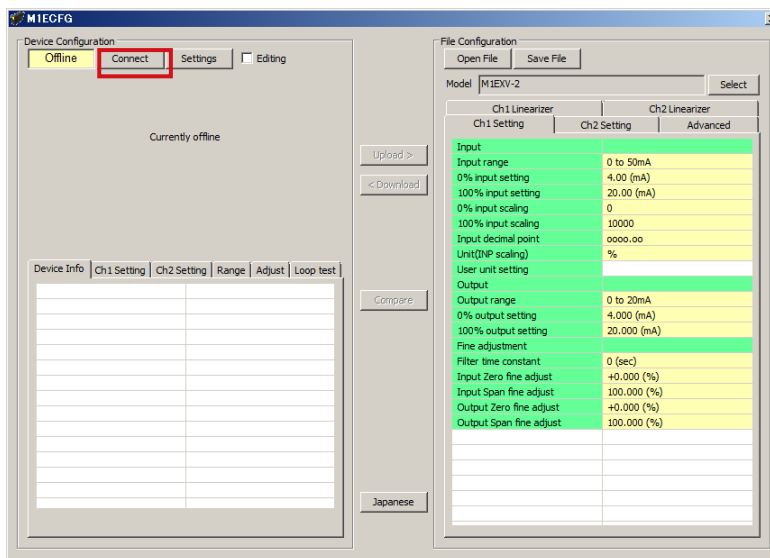 M1ECFG
Device Configuration
Offline Connect Settings Editing
Currently offline
Device Info Ch1 Setting Ch2 Setting Range Adjust Loop test
Upload >
< Download
Compare
Japanese
File Configuration
Open File Save File
Model M1EXV-2 Select
Ch1 Linearizer Ch2 Linearizer
Ch1 Setting Ch2 Setting Advanced
Input
Input range 0 to 50mA
0% input setting 4.00 (mA)
100% input setting 20.00 (mA)
0% input scaling 0
100% input scaling 10000
Input decimal point oooo.oo
Unit(INP scaling) %
User unit setting
Output
Output range 0 to 20mA
0% output setting 4.000 (mA)
100% output setting 20.000 (mA)
Fine adjustment
Filter time constant 0 (sec)
Input Zero fine adjust +0.000 (%)
Input Span fine adjust 100.000 (%)
Output Zero fine adjust +0.000 (%)
Output Span fine adjust 100.000 (%)